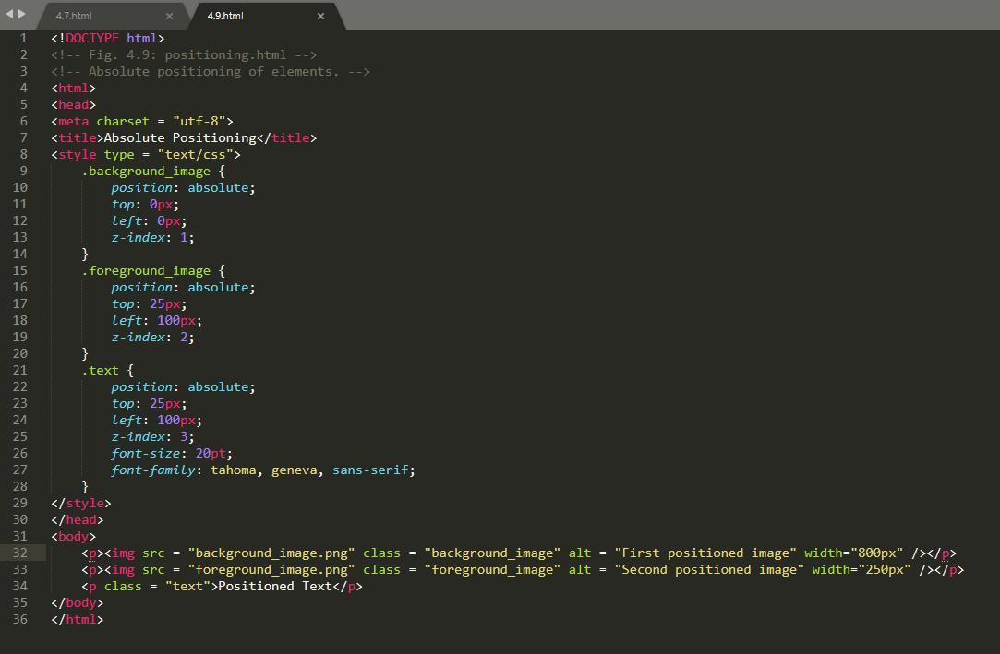 4.7.html × 4.9.html ×
1 <!DOCTYPE html>
2 <!-- Fig. 4.9: positioning.html -->
3 <!-- Absolute positioning of elements. -->
4 <html>
5 <head>
6 <meta charset = "utf-8">
7 <title>Absolute Positioning</title>
8 <style type = "text/css">
9     .background_image {
10         position: absolute;
11         top: 0px;
12         left: 0px;
13         z-index: 1;
14     }
15     .foreground_image {
16         position: absolute;
17         top: 25px;
18         left: 100px;
19         z-index: 2;
20     }
21     .text {
22         position: absolute;
23         top: 25px;
24         left: 100px;
25         z-index: 3;
26         font-size: 20pt;
27         font-family: tahoma, geneva, sans-serif;
28     }
29 </style>
30 </head>
31 <body>
32     <p><img src = "background_image.png" class = "background_image" alt = "First positioned image" width="800px" /></p>
33     <p><img src = "foreground_image.png" class = "foreground_image" alt = "Second positioned image" width="250px" /></p>
34     <p class = "text">Positioned Text</p>
35 </body>
36 </html>